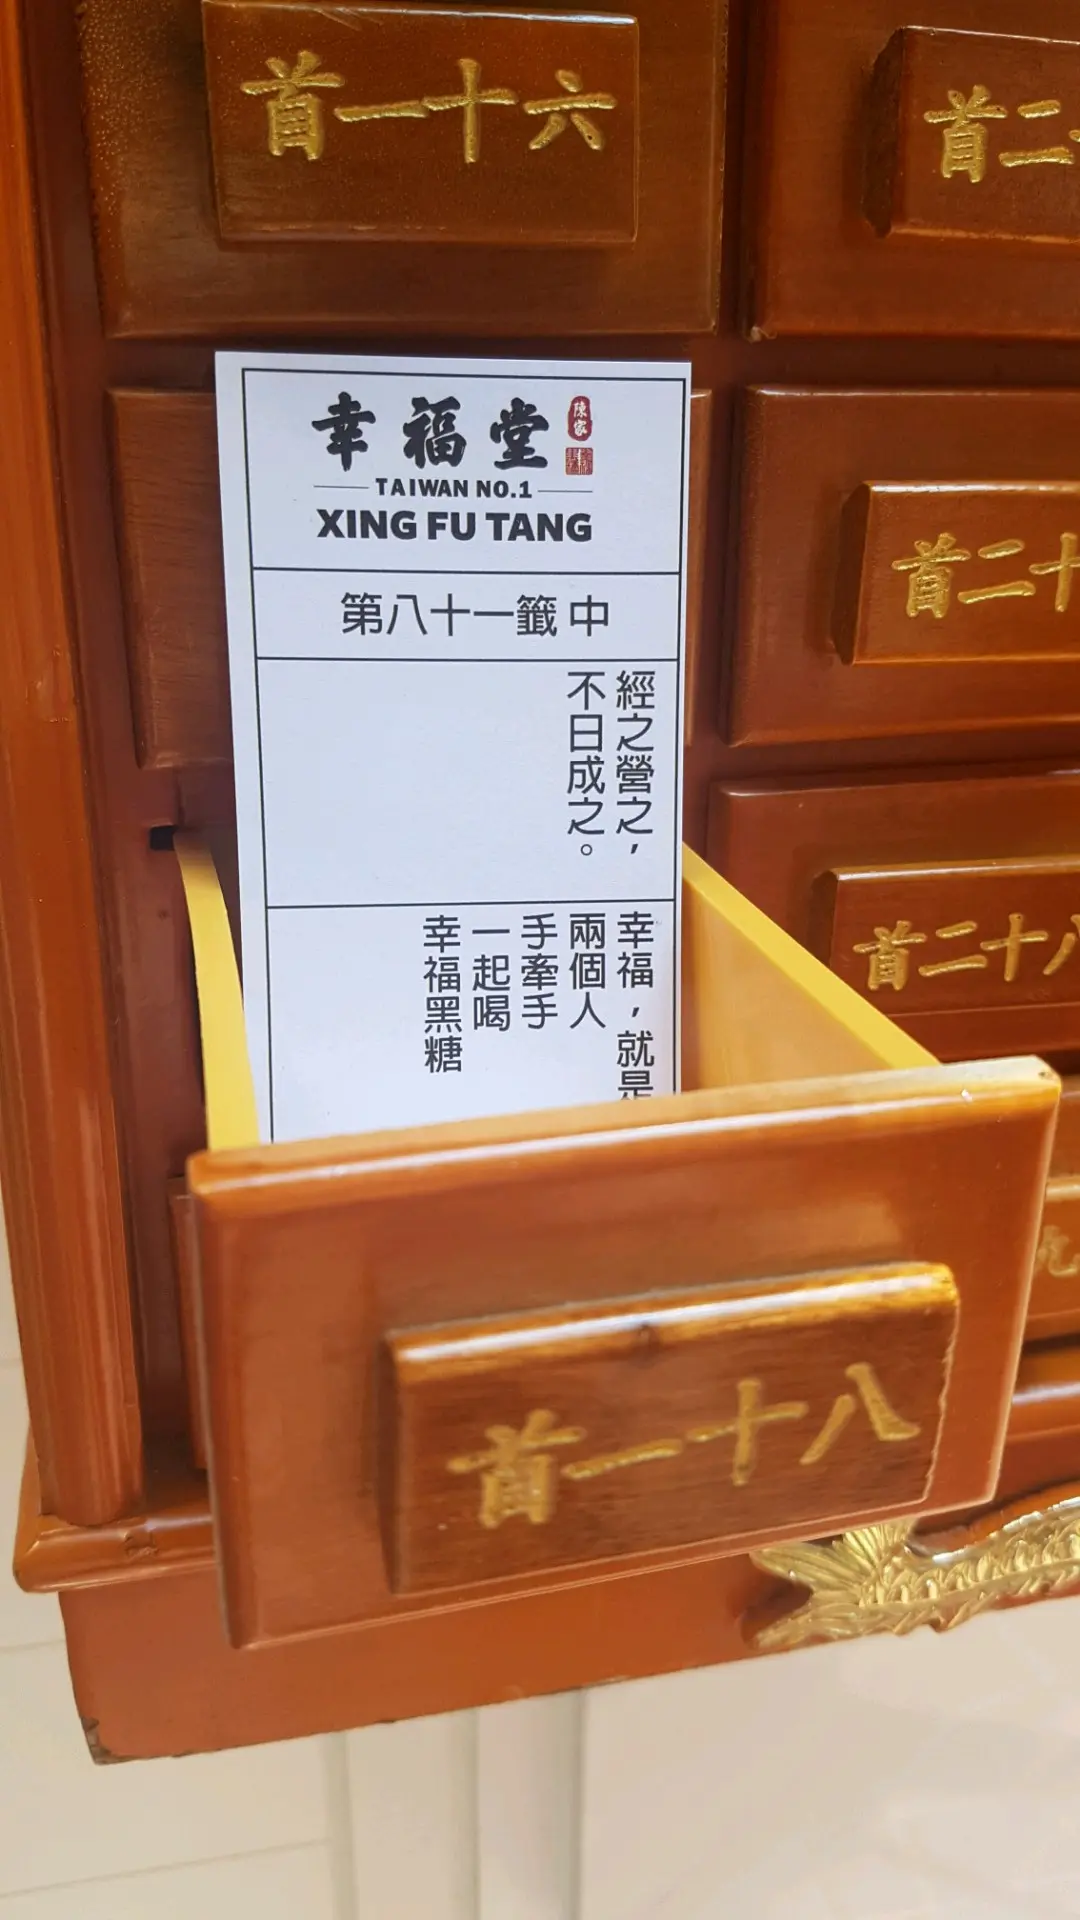 首一十六
首二
幸福堂
陳家
TAIWAN NO.1
XING FU TANG
第八十一籤 中
經之營之，
不日成之。
幸福，就是
兩個人
手牽手
一起喝
幸福黑糖
首二十
首二十八
首一十八